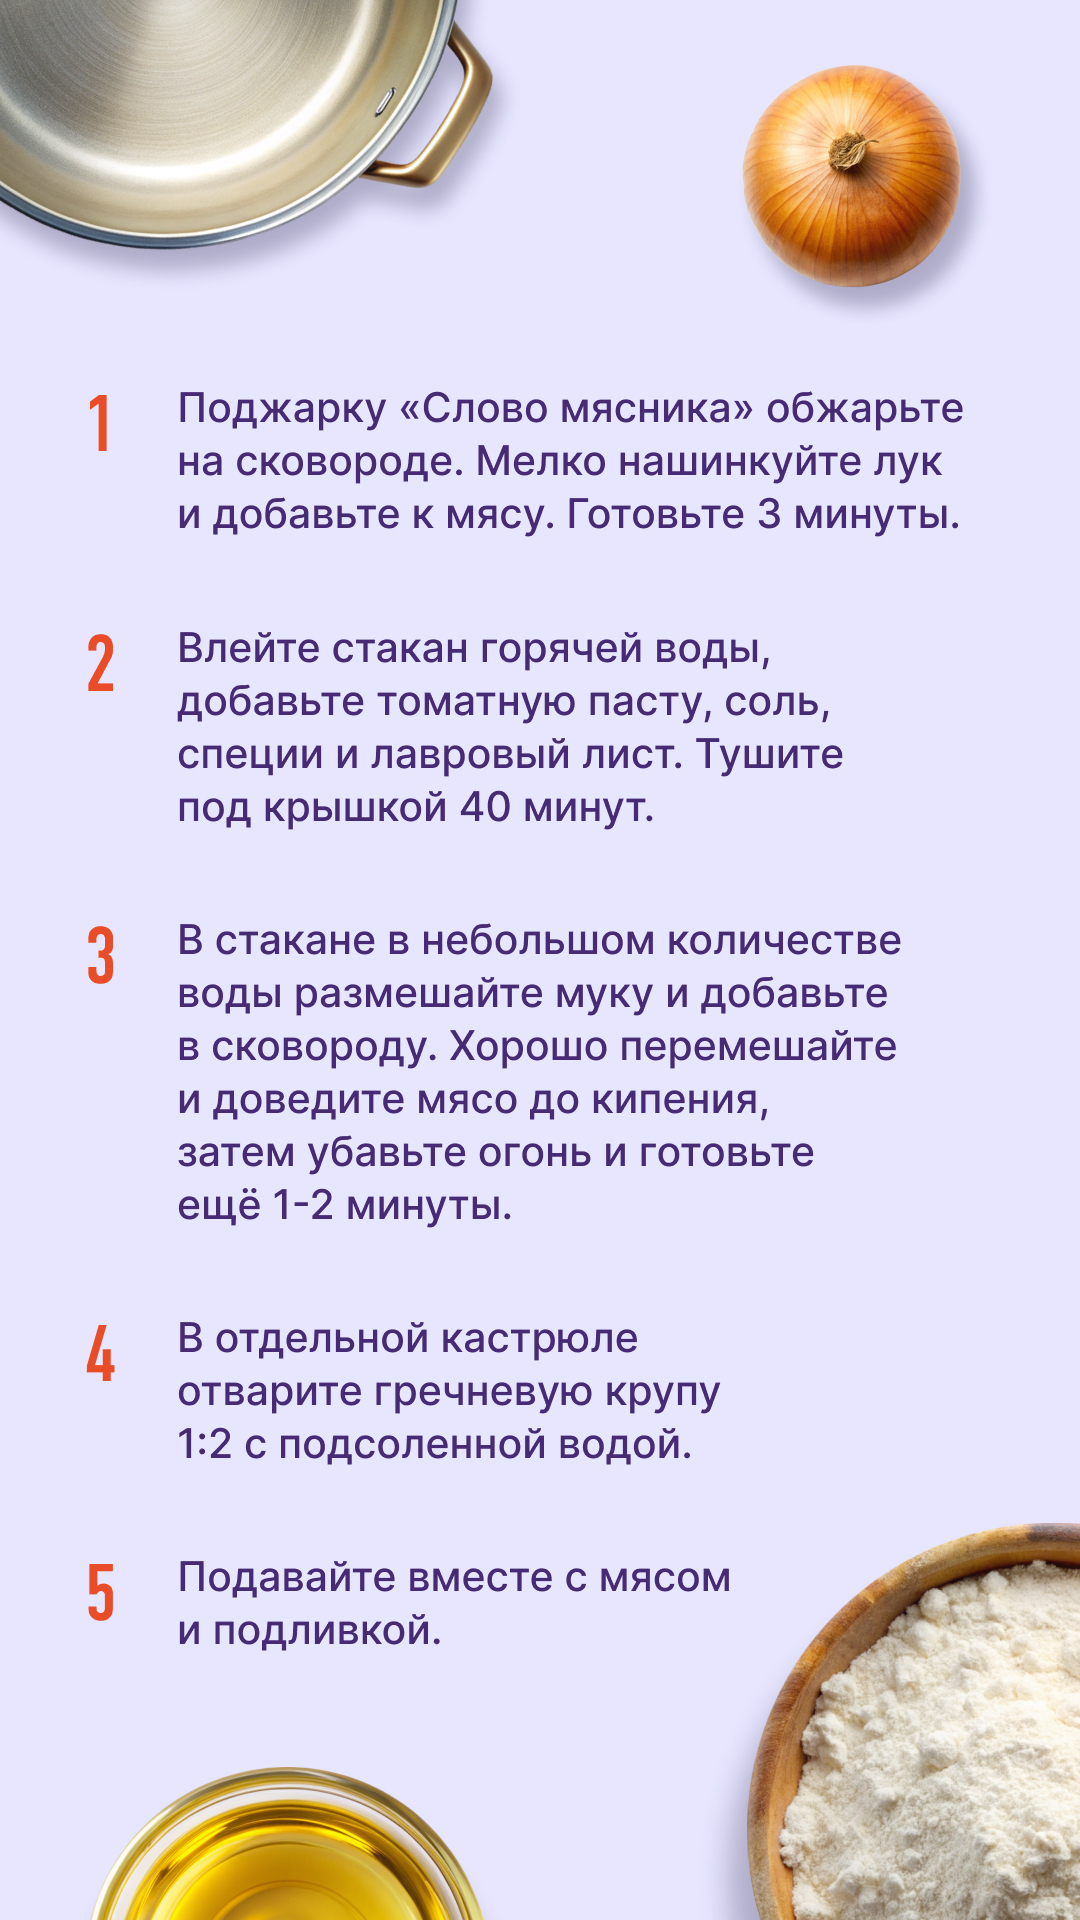 1
Поджарку «Слово мясника» обжарьте
на сковороде. Мелко нашинкуйте лук
и добавьте к мясу. Готовьте 3 минуты.
2
Влейте стакан горячей воды,
добавьте томатную пасту, соль,
специи и лавровый лист. Тушите
под крышкой 40 минут.
3
В стакане в небольшом количестве
воды размешайте муку и добавьте
в сковороду. Хорошо перемешайте
и доведите мясо до кипения,
затем убавьте огонь и готовьте
ещё 1-2 минуты.
4
В отдельной кастрюле
отварите гречневую крупу
1:2 с подсоленной водой.
5
Подавайте вместе с мясом
и подливкой.